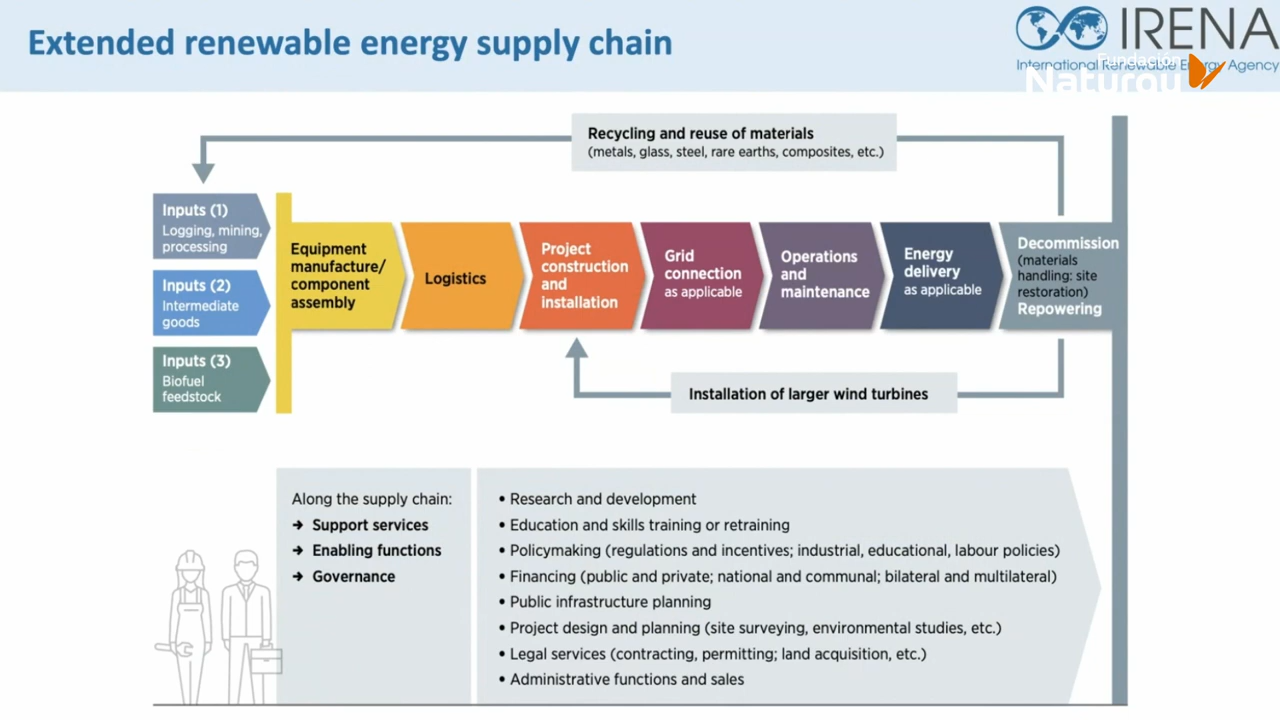 Extended renewable energy supply chain
IRENA
International Renewable Energy Agency
Fundación
Naturgy
Recycling and reuse of materials
(metals, glass, steel, rare earths, composites, etc.)
Inputs (1)
Logging, mining,
processing
Inputs (2)
Intermediate
goods
Inputs (3)
Biofuel
feedstock
Equipment
manufacture/
component
assembly
Logistics
Project
construction
and
installation
Grid
connection
as applicable
Operations
and
maintenance
Energy
delivery
as applicable
Decommission
(materials
handling: site
restoration)
Repowering
Installation of larger wind turbines
Along the supply chain:
➔ Support services
➔ Enabling functions
➔ Governance
• Research and development
• Education and skills training or retraining
• Policymaking (regulations and incentives; industrial, educational, labour policies)
• Financing (public and private; national and communal; bilateral and multilateral)
• Public infrastructure planning
• Project design and planning (site surveying, environmental studies, etc.)
• Legal services (contracting, permitting; land acquisition, etc.)
• Administrative functions and sales